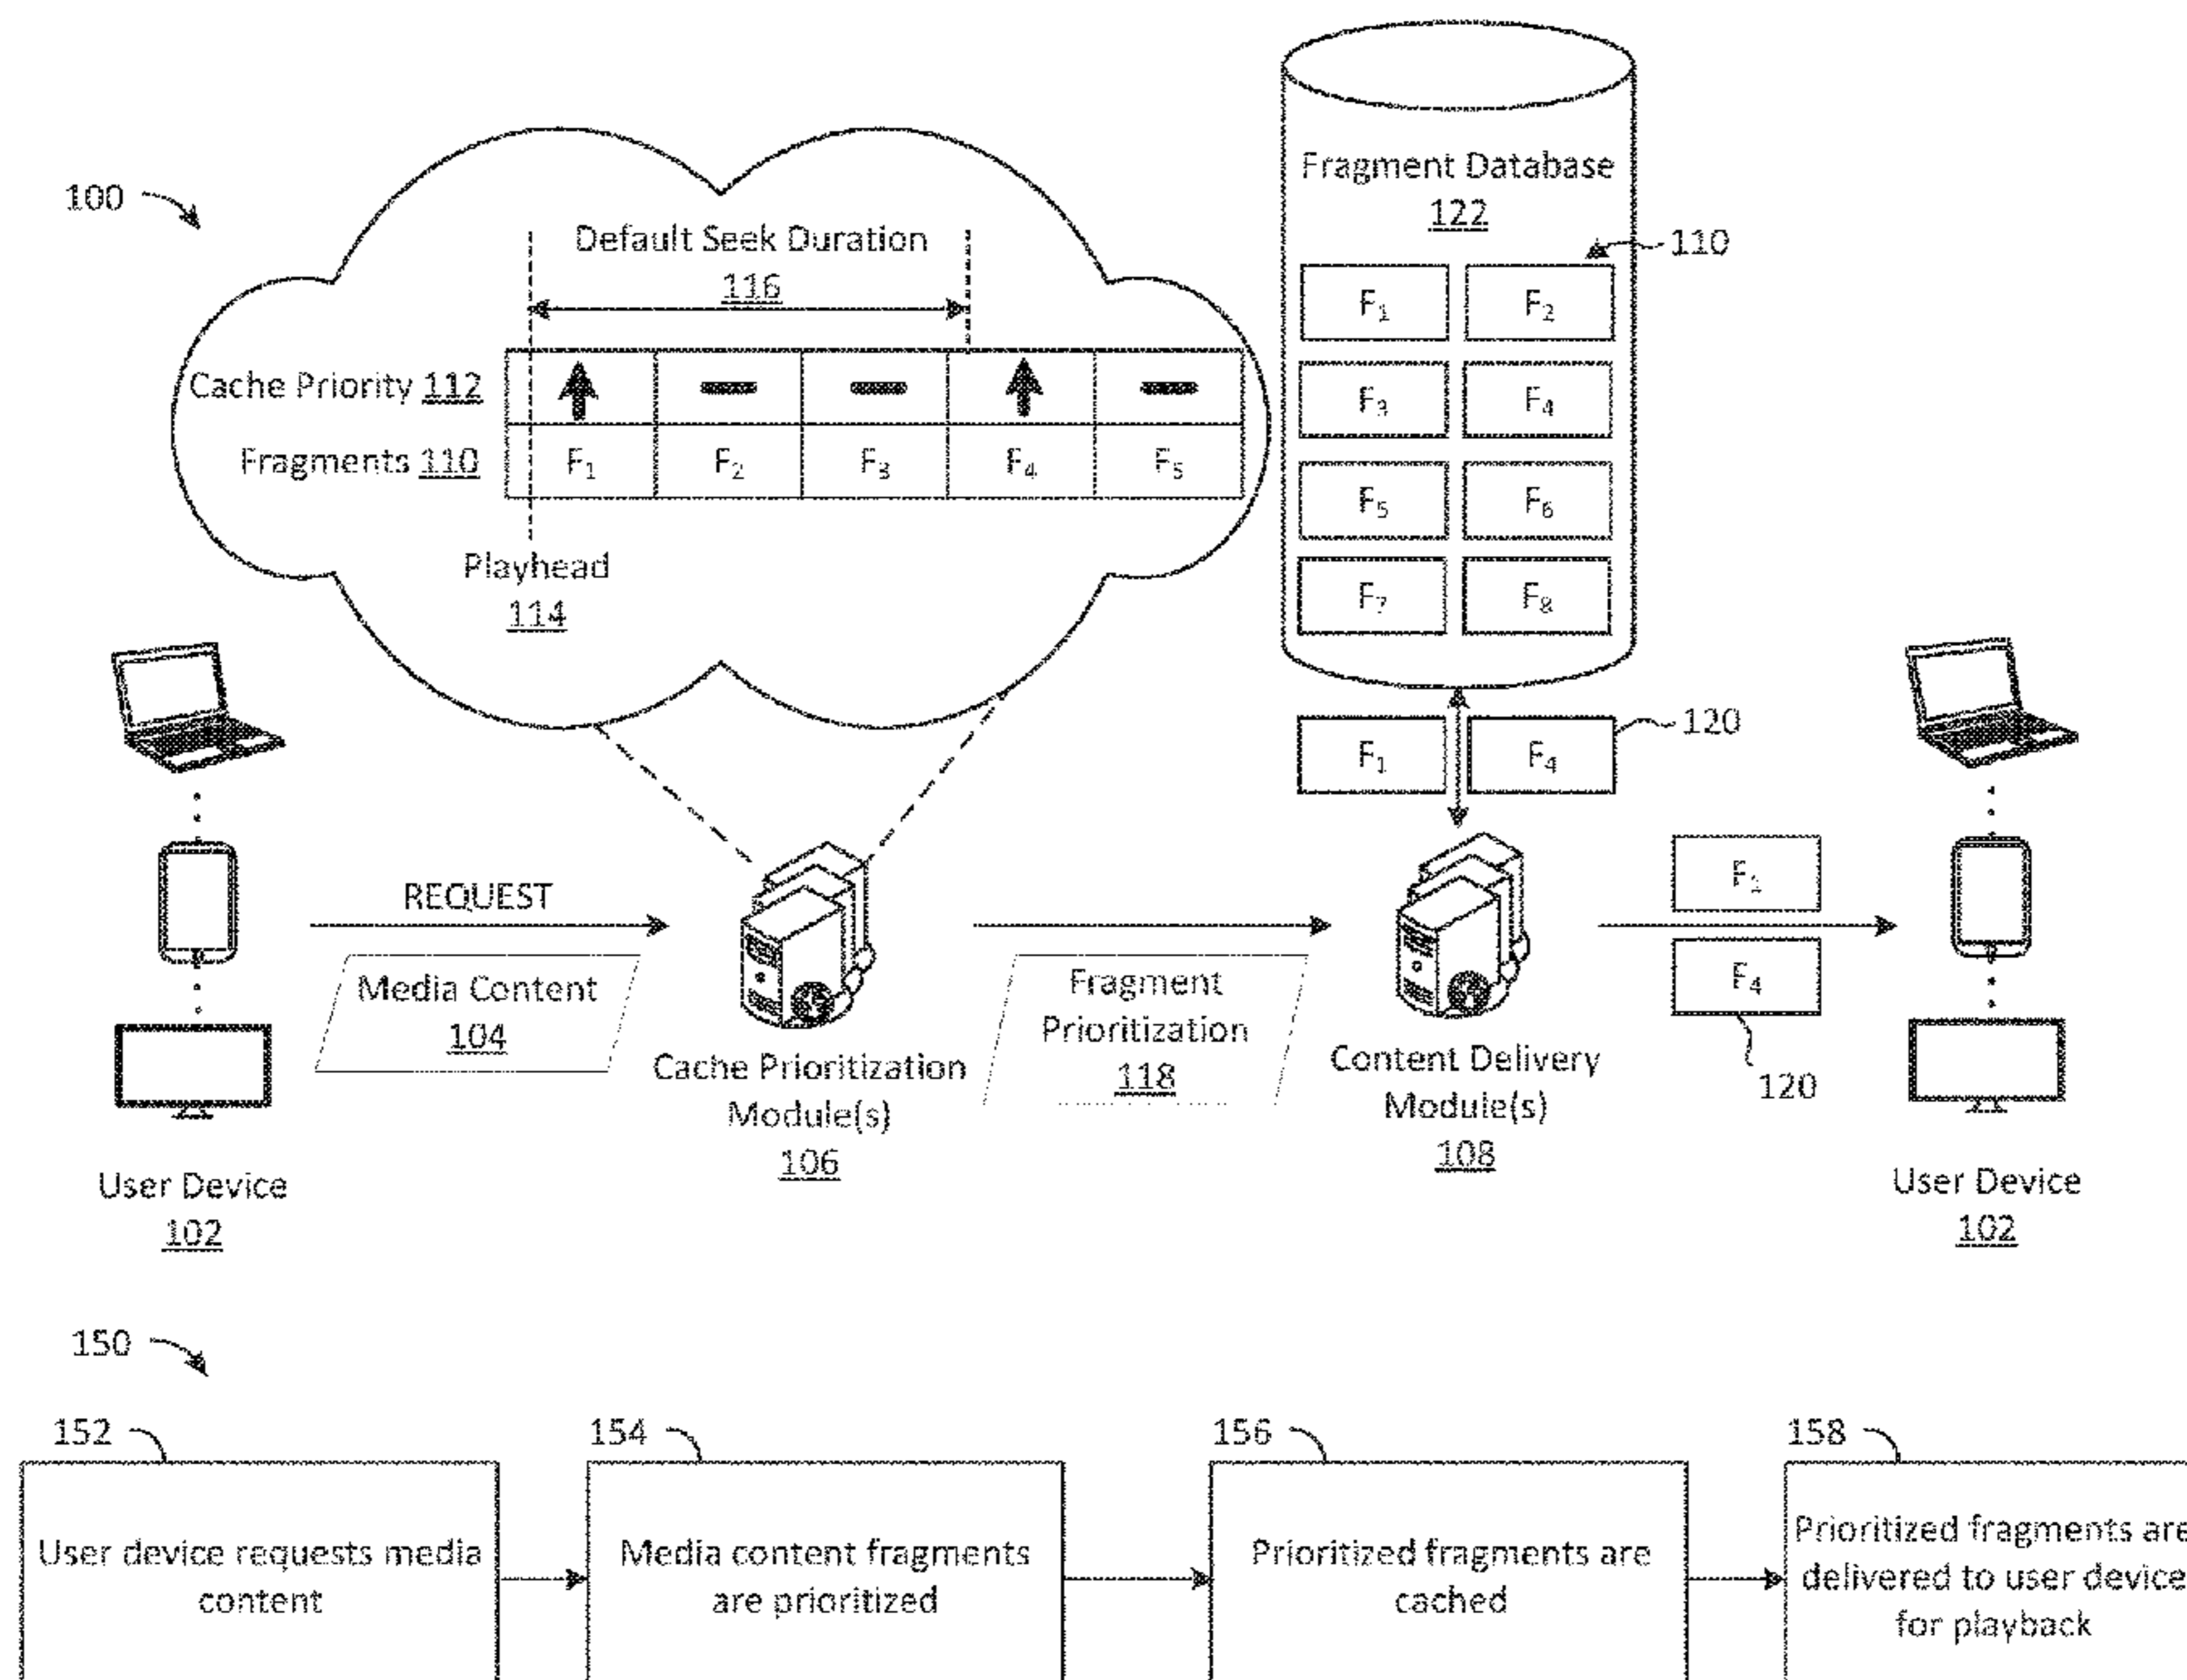 100
Default Seek Duration
116
Cache Priority 112
Fragments 110
F₁ F₂ F₃ F₄ F₅
Playhead
114
Fragment Database
122
110
F₁ F₂
F₃ F₄
F₅ F₆
F₇ F₈
F₁ F₄
120
REQUEST
Media Content
104
Cache Prioritization
Module(s)
106
Fragment
Prioritization
118
Content Delivery
Module(s)
108
F₁
F₄
120
User Device
102
User Device
102
150
152
User device requests media
content
154
Media content fragments
are prioritized
156
Prioritized fragments are
cached
158
Prioritized fragments are
delivered to user device
for playback